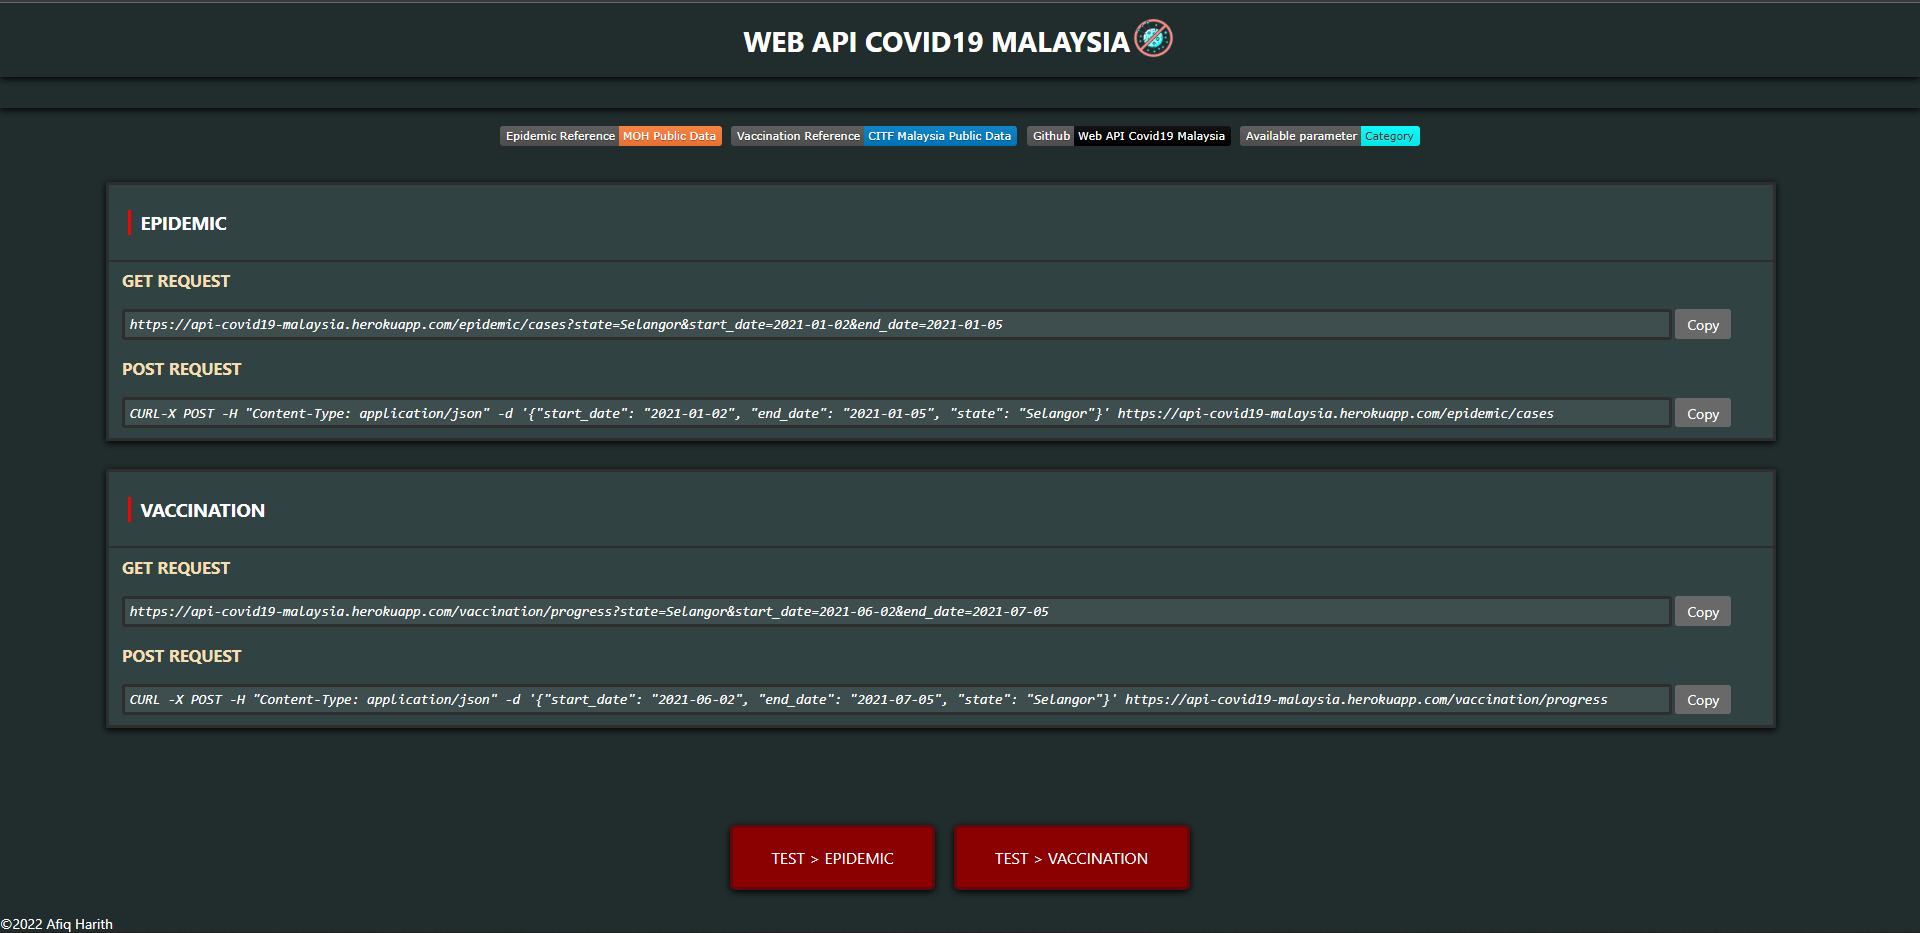 WEB API COVID19 MALAYSIA
Epidemic Reference MOH Public Data Vaccination Reference CITF Malaysia Public Data Github Web API Covid19 Malaysia Available parameter Category
EPIDEMIC
GET REQUEST
https://api-covid19-malaysia.herokuapp.com/epidemic/cases?state=Selangor&start_date=2021-01-02&end_date=2021-01-05 Copy
POST REQUEST
CURL-X POST -H "Content-Type: application/json" -d '{"start_date": "2021-01-02", "end_date": "2021-01-05", "state": "Selangor"}' https://api-covid19-malaysia.herokuapp.com/epidemic/cases Copy
VACCINATION
GET REQUEST
https://api-covid19-malaysia.herokuapp.com/vaccination/progress?state=Selangor&start_date=2021-06-02&end_date=2021-07-05 Copy
POST REQUEST
CURL -X POST -H "Content-Type: application/json" -d '{"start_date": "2021-06-02", "end_date": "2021-07-05", "state": "Selangor"}' https://api-covid19-malaysia.herokuapp.com/vaccination/progress Copy
TEST > EPIDEMIC TEST > VACCINATION
©2022 Afiq Harith